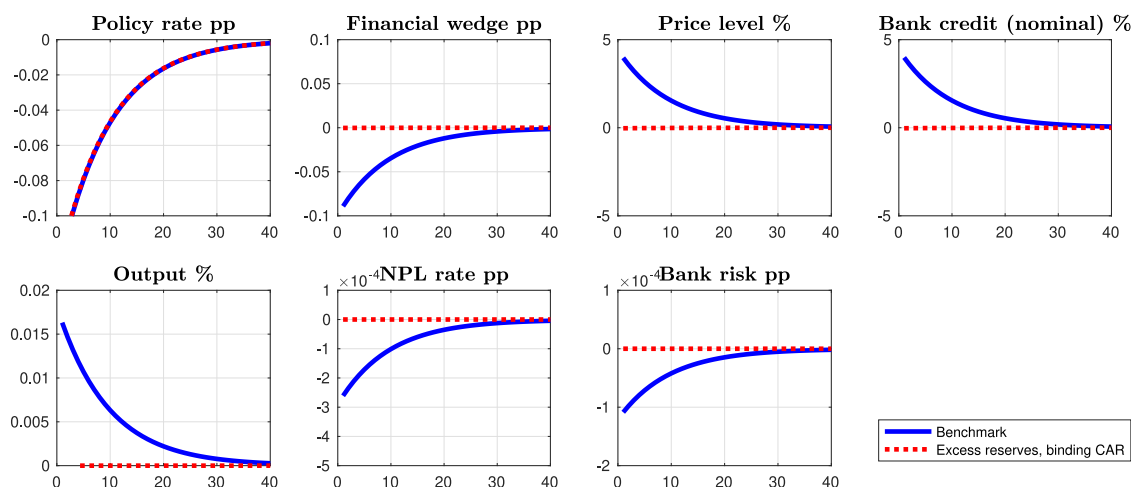 Policy rate pp
0
-0.02
-0.04
-0.06
-0.08
-0.1
0 10 20 30 40
Financial wedge pp
0.1
0.05
0
-0.05
-0.1
0 10 20 30 40
Price level %
5
0
-5
0 10 20 30 40
Bank credit (nominal) %
5
0
-5
0 10 20 30 40
Output %
0.02
0.015
0.01
0.005
0
0 10 20 30 40
×10⁻⁴ NPL rate pp
1
0
-1
-2
-3
-4
-5
0 10 20 30 40
×10⁻⁴ Bank risk pp
1
0
-1
-2
0 10 20 30 40
Benchmark
Excess reserves, binding CAR